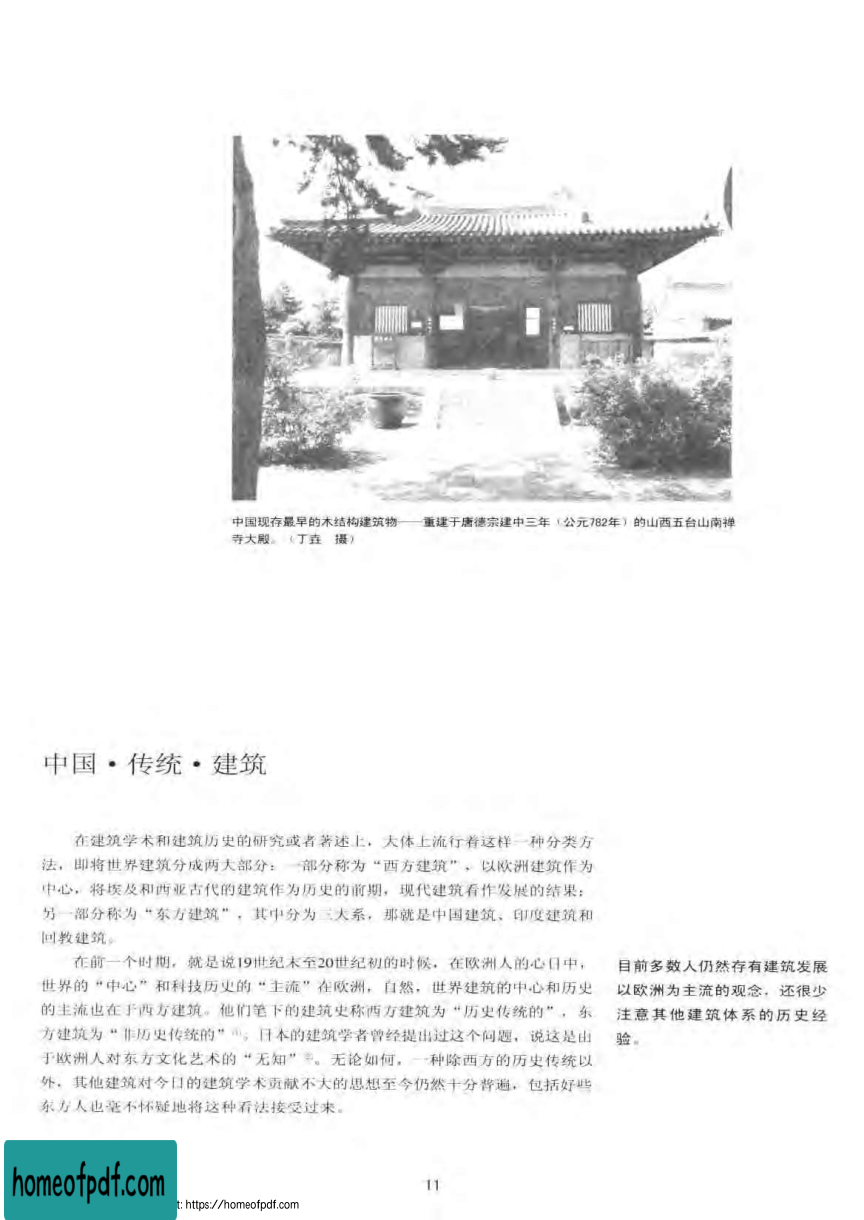 中国现存最早的木结构建筑物——重建于唐德宗建中三年（公元782年）的山西五台山南禅
寺大殿。（丁垚 摄）
中国·传统·建筑
在建筑学术和建筑历史的研究或者著述上，大体上流行着这样一种分类方
法，即将世界建筑分成两大部分：一部分称为“西方建筑”，以欧洲建筑作为
中心，将埃及和西亚古代的建筑作为历史的前期，现代建筑看作发展的结果；
另一部分称为“东方建筑”，其中分为三大系，那就是中国建筑、印度建筑和
回教建筑。
在前一个时期，就是说19世纪末至20世纪初的时候，在欧洲人的心目中，
世界的“中心”和科技历史的“主流”在欧洲，自然，世界建筑的中心和历史
的主流也在于西方建筑。他们笔下的建筑史称西方建筑为“历史传统的”，东
方建筑为“非历史传统的”[1]。日本的建筑学者曾经提出过这个问题，说这是由
于欧洲人对东方文化艺术的“无知”。无论如何，一种除西方的历史传统以
外，其他建筑对今日的建筑学术贡献不大的思想至今仍然十分普遍，包括好些
东方人也毫不怀疑地将这种看法接受过来。
目前多数人仍然存有建筑发展
以欧洲为主流的观念，还很少
注意其他建筑体系的历史经
验。
11
homeofpdf.com
t: https://homeofpdf.com